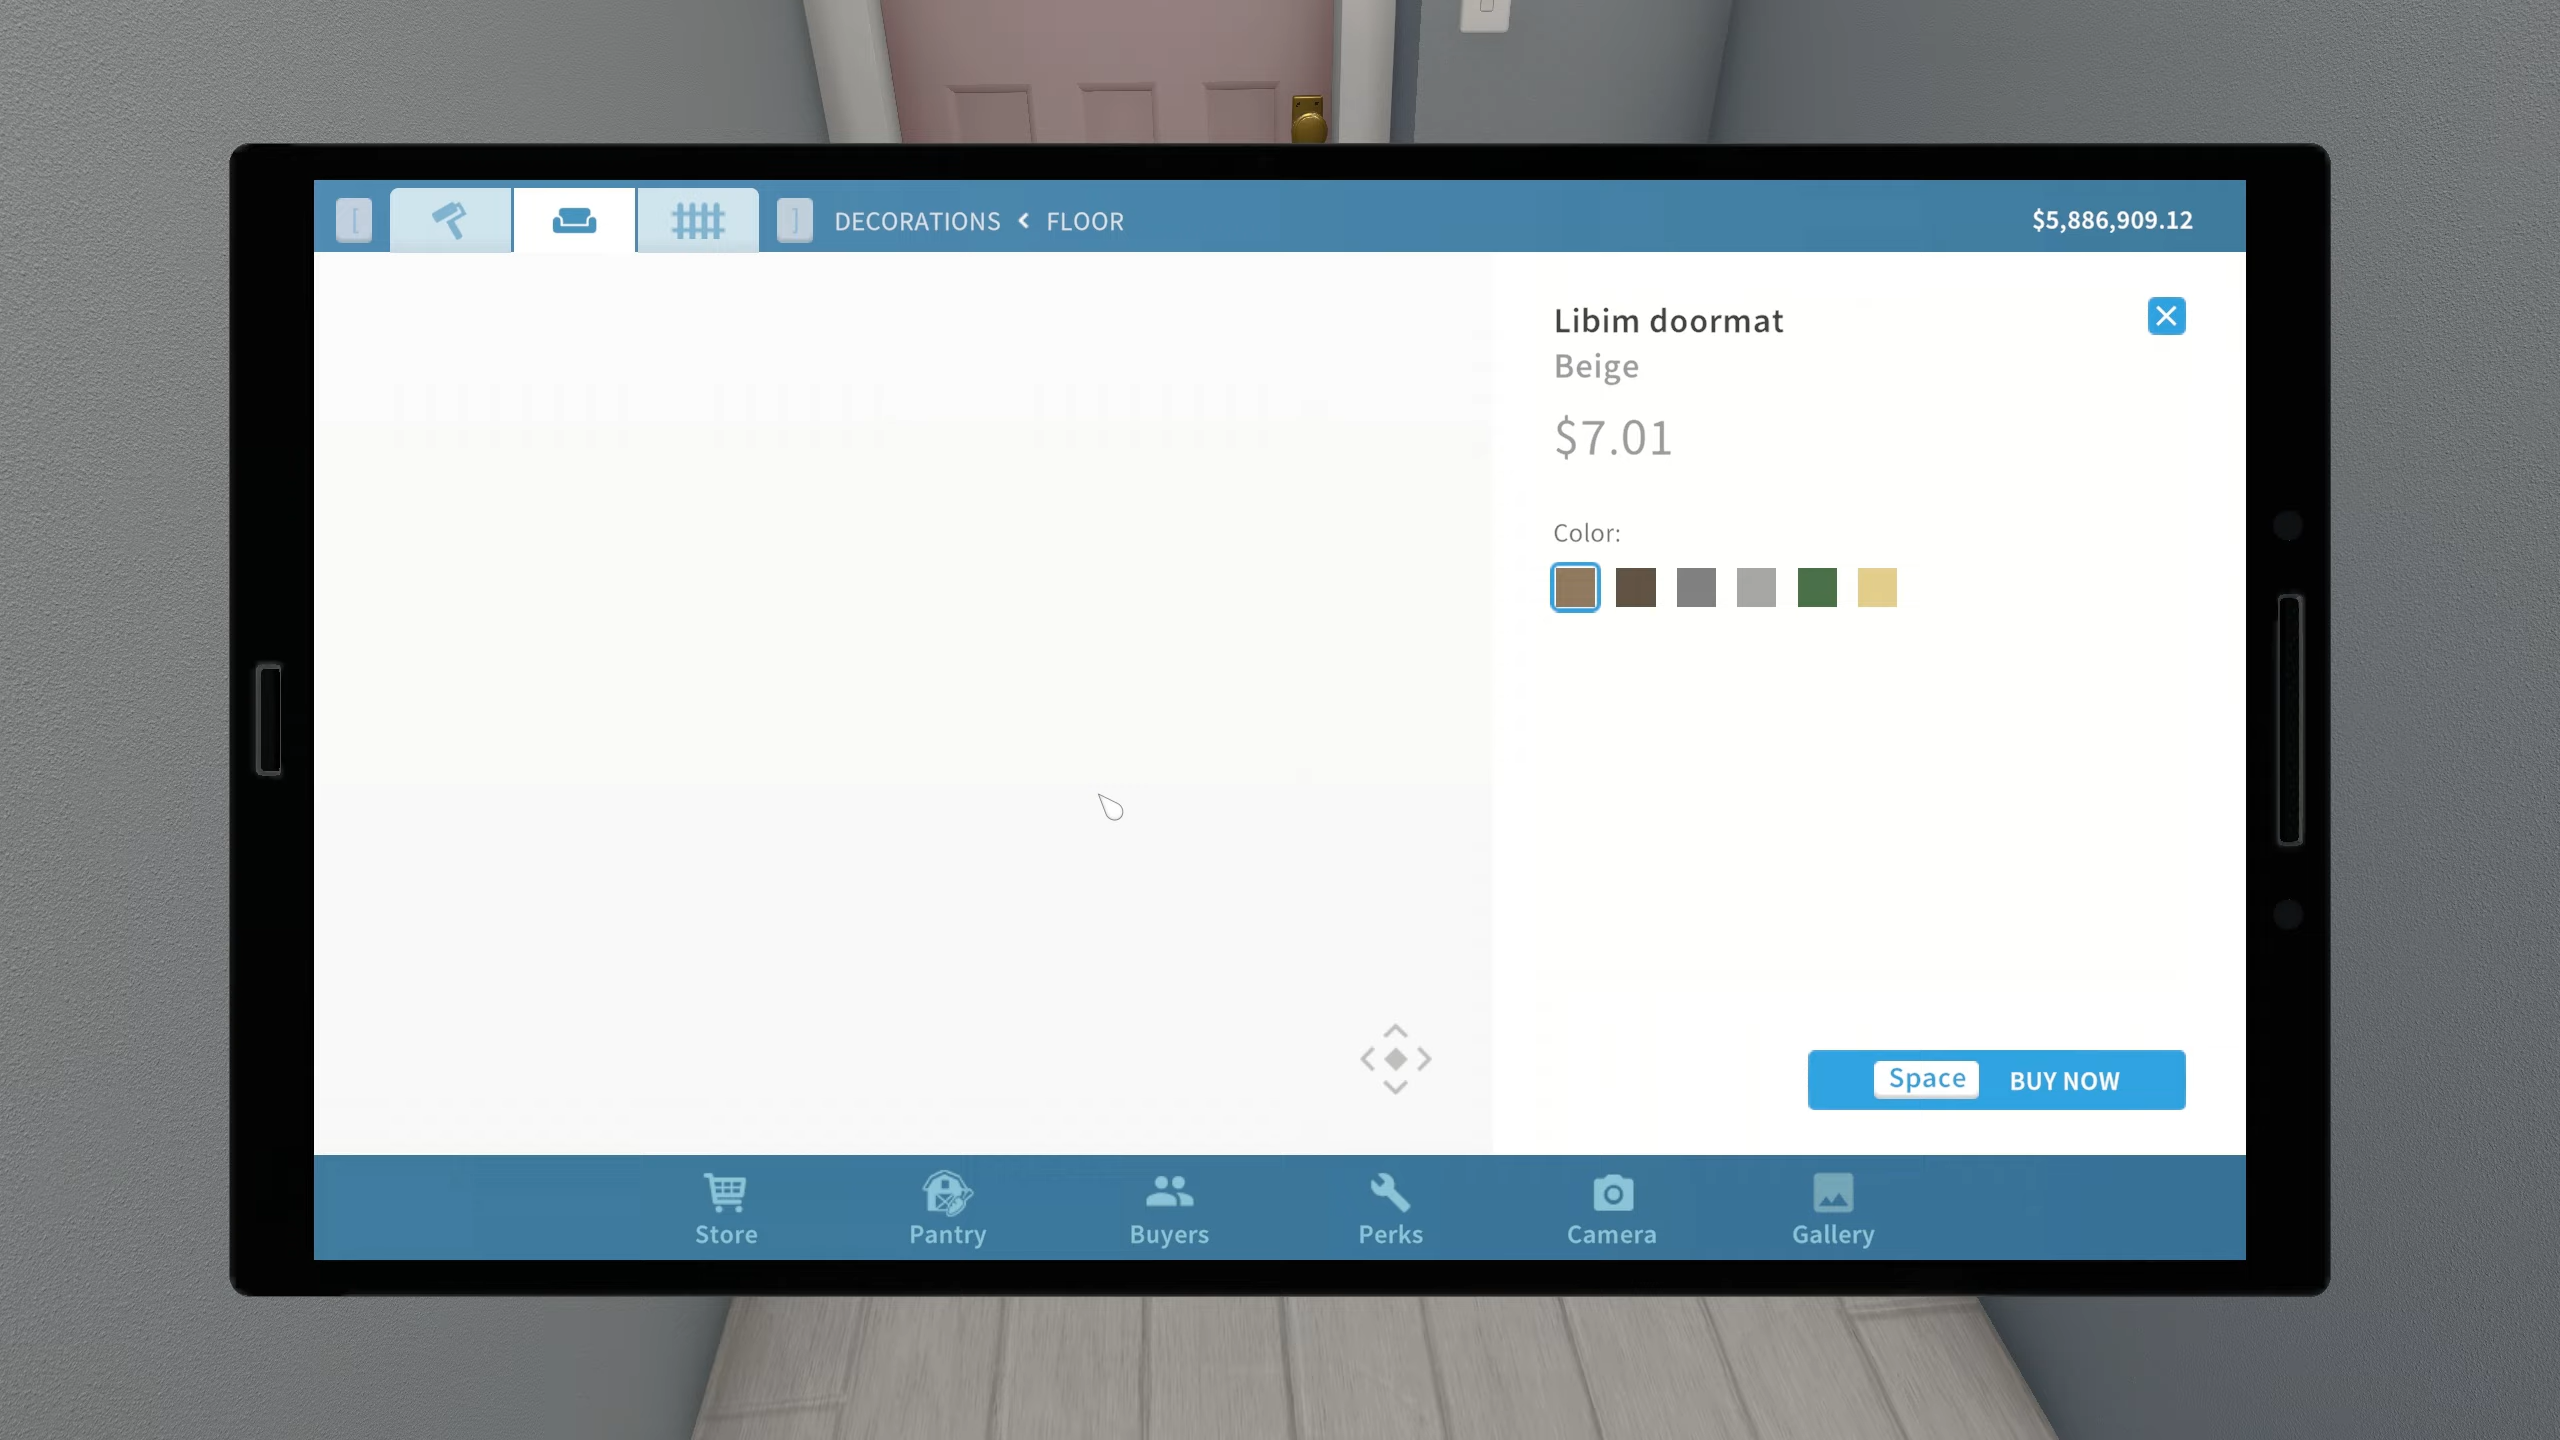 [
]
DECORATIONS < FLOOR
$5,886,909.12
Libim doormat
Beige
$7.01
Color:
Space BUY NOW
Store Pantry Buyers Perks Camera Gallery